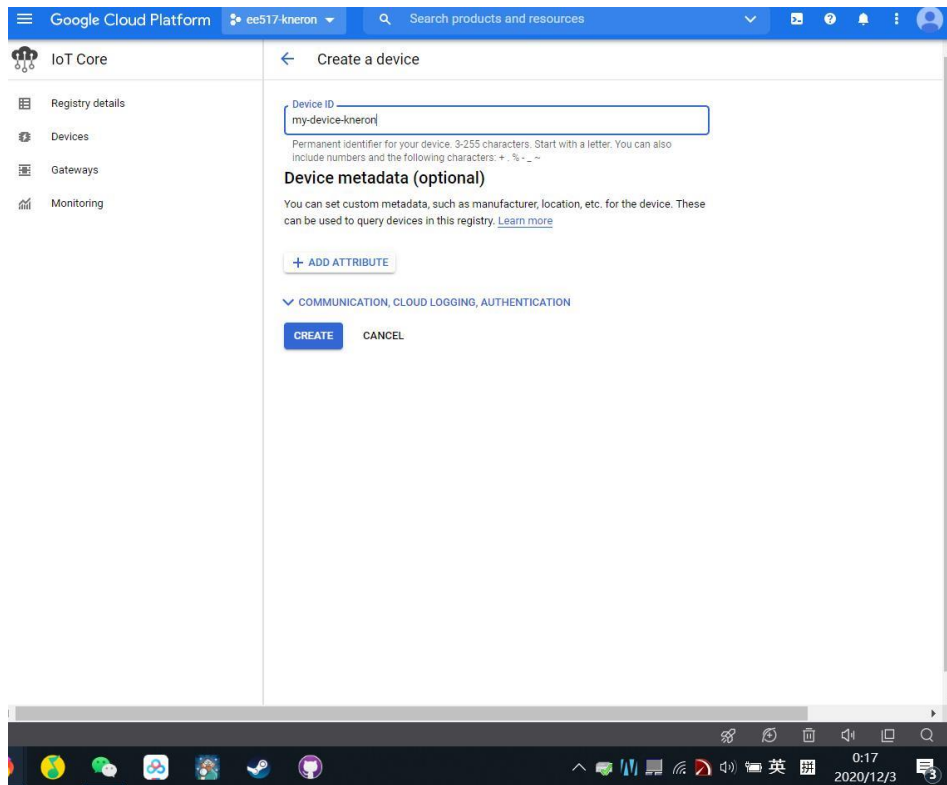 Google Cloud Platform
ee517-kneron
Search products and resources
IoT Core
Create a device
Registry details
Devices
Gateways
Monitoring
Device ID
my-device-kneron
Permanent identifier for your device. 3-255 characters. Start with a letter. You can also
include numbers and the following characters: + . % - _ ~
Device metadata (optional)
You can set custom metadata, such as manufacturer, location, etc. for the device. These
can be used to query devices in this registry. Learn more
+ ADD ATTRIBUTE
COMMUNICATION, CLOUD LOGGING, AUTHENTICATION
CREATE
CANCEL
英
拼
0:17
2020/12/3
3